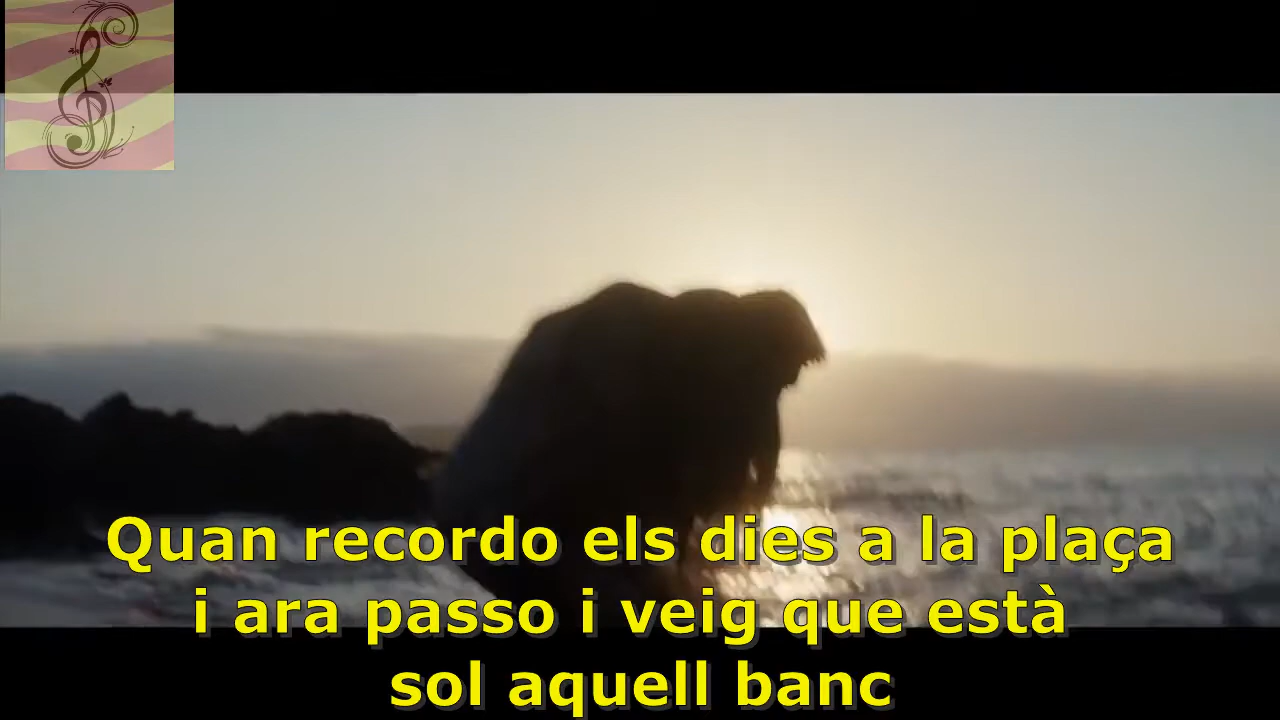 Quan recordo els dies a la plaça
i ara passo i veig que està
sol aquell banc